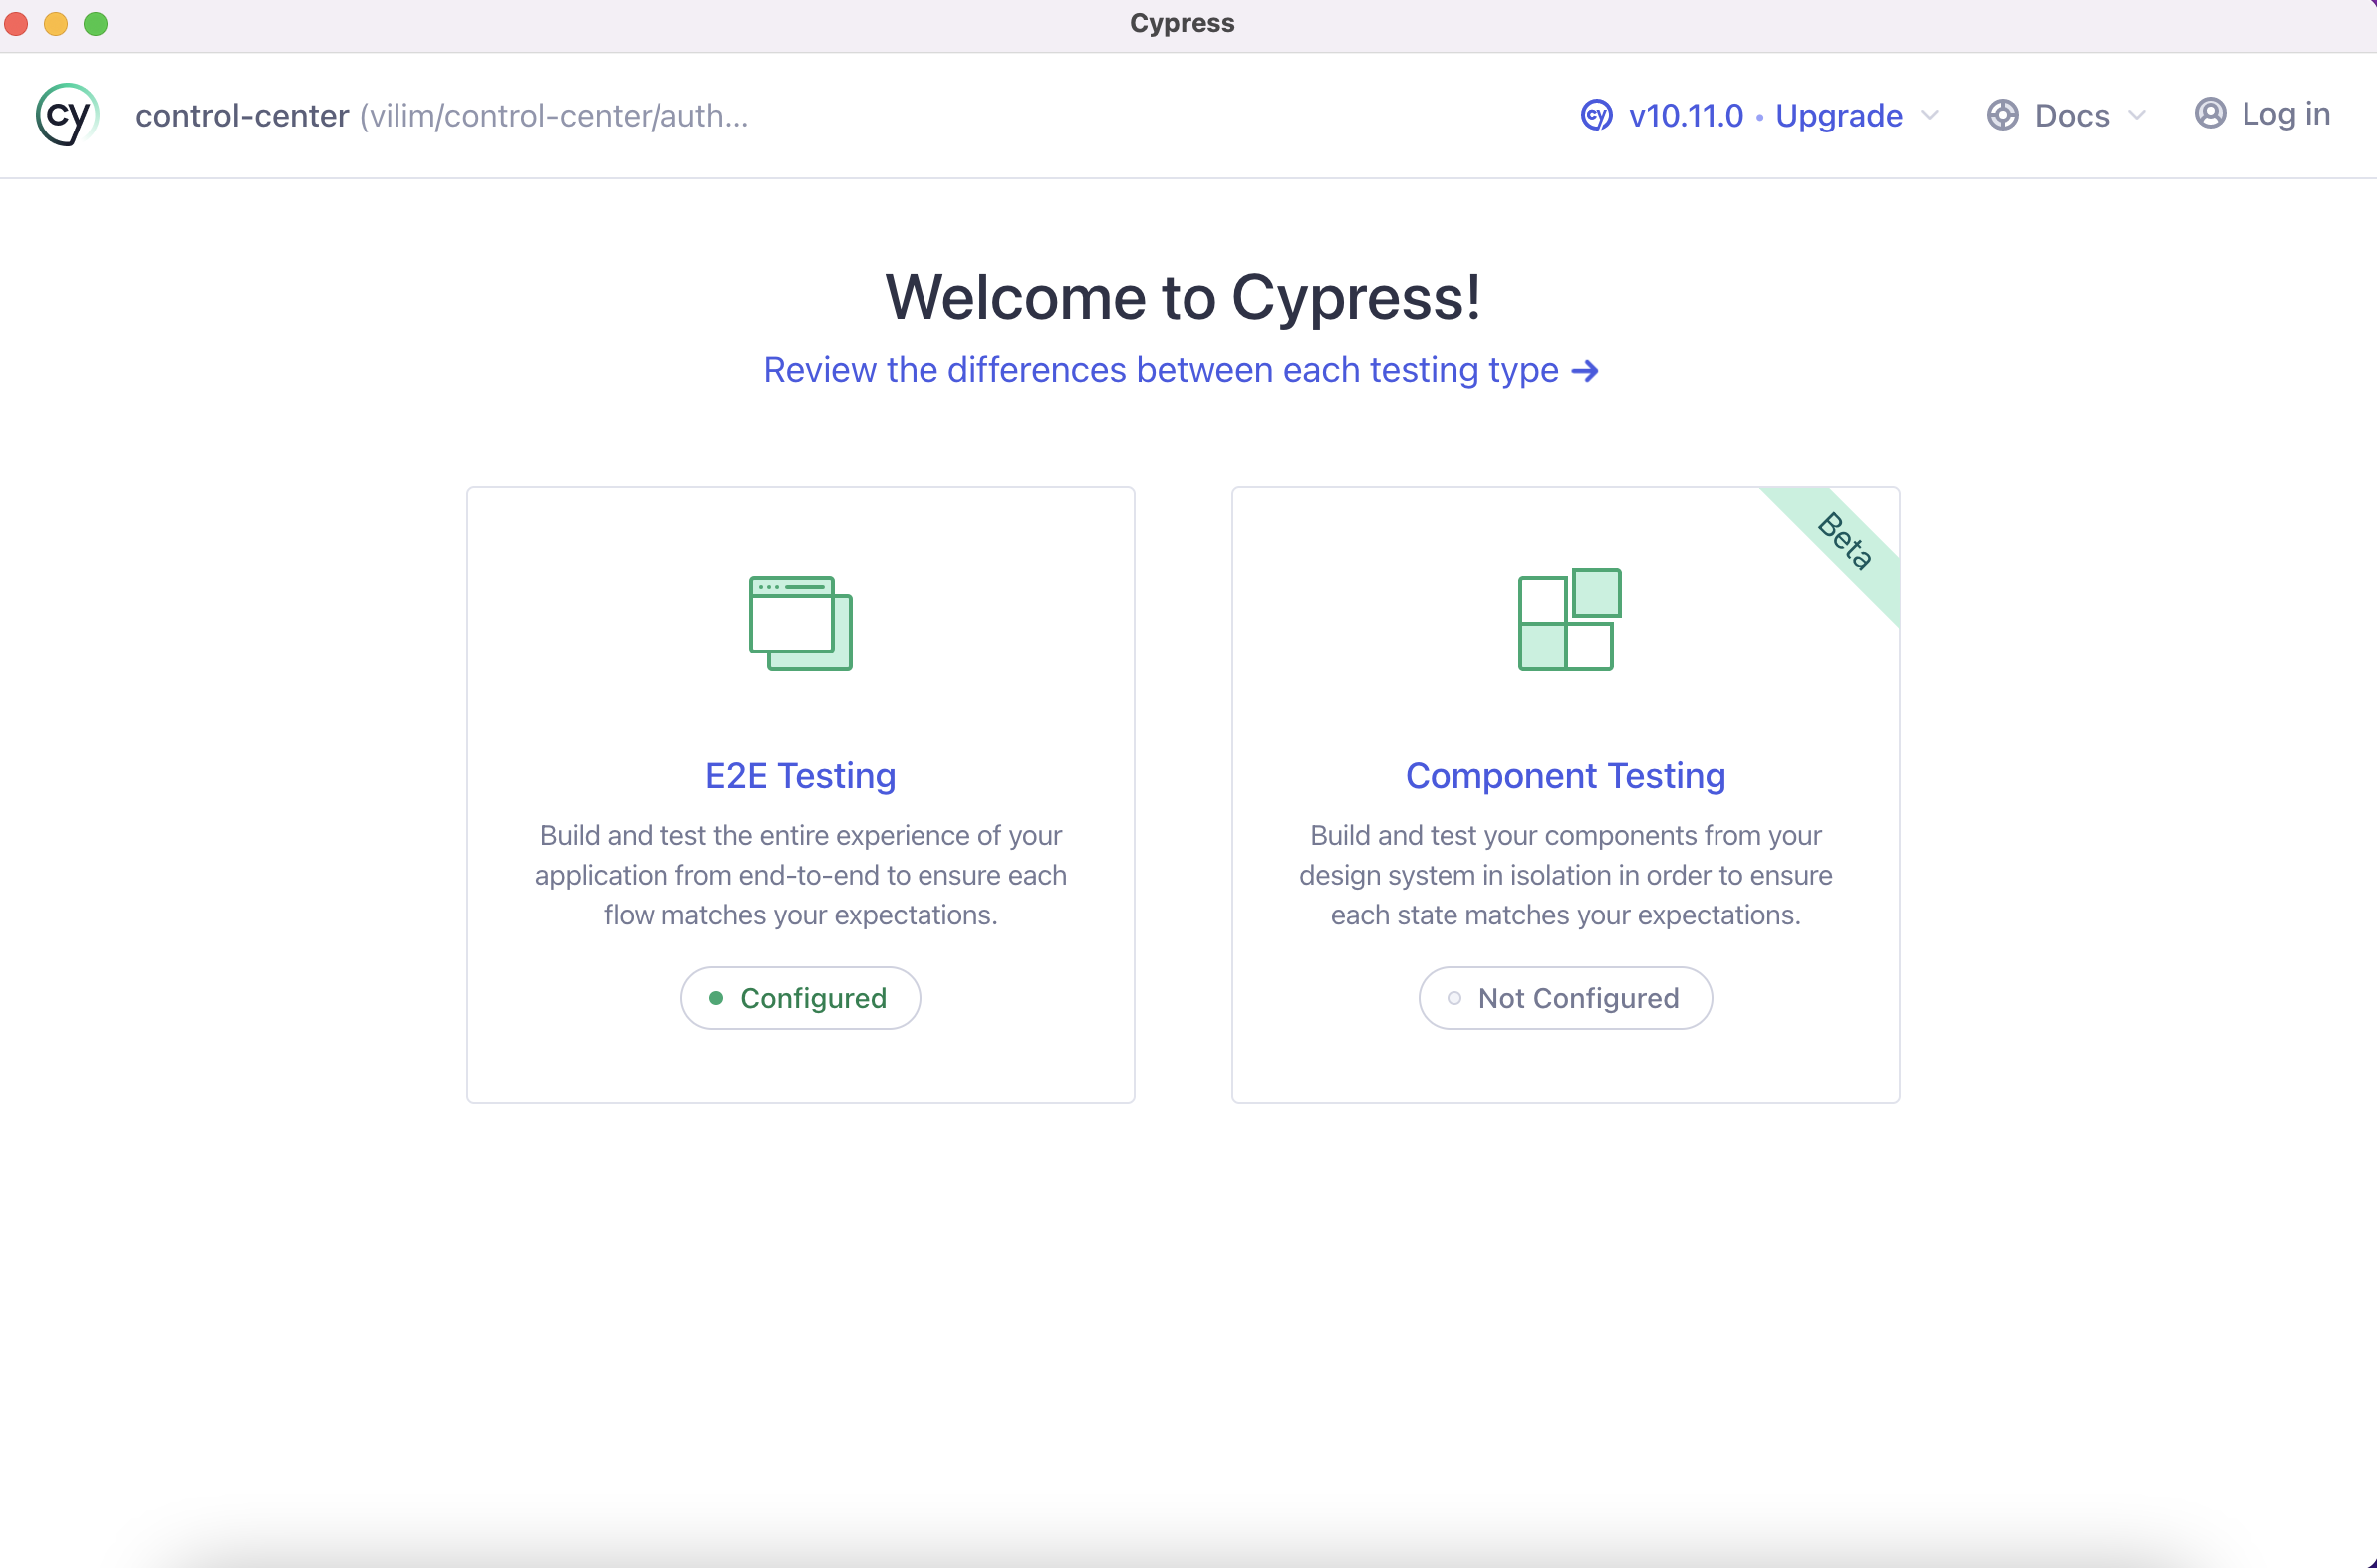 Cypress
cy control-center (vilim/control-center/auth... cy v10.11.0 • Upgrade Docs Log in
Welcome to Cypress!
Review the differences between each testing type →
Beta
E2E Testing
Build and test the entire experience of your
application from end-to-end to ensure each
flow matches your expectations.
Configured
Component Testing
Build and test your components from your
design system in isolation in order to ensure
each state matches your expectations.
Not Configured